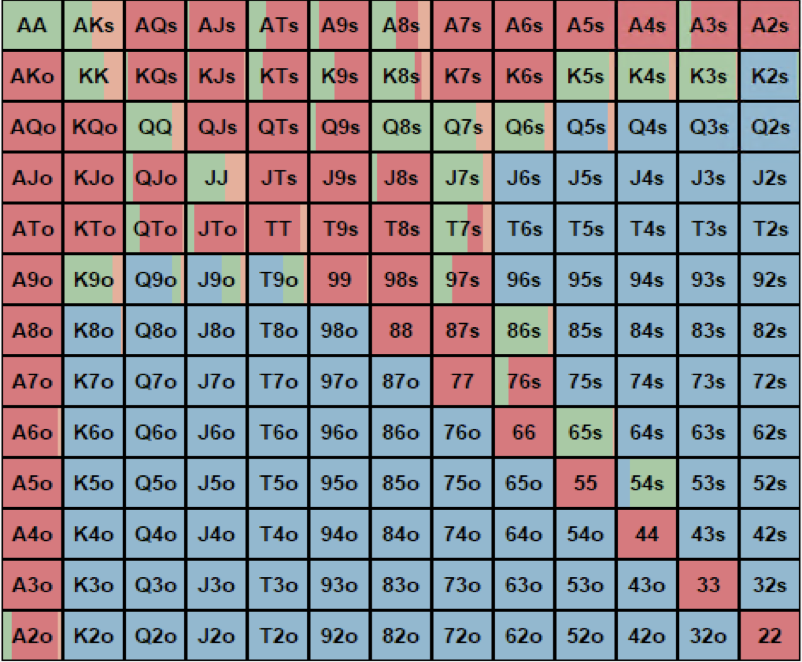 AA AKs AQs AJs ATs A9s A8s A7s A6s A5s A4s A3s A2s
AKo KK KQs KJs KTs K9s K8s K7s K6s K5s K4s K3s K2s
AQo KQo QQ QJs QTs Q9s Q8s Q7s Q6s Q5s Q4s Q3s Q2s
AJo KJo QJo JJ JTs J9s J8s J7s J6s J5s J4s J3s J2s
ATo KTo QTo JTo TT T9s T8s T7s T6s T5s T4s T3s T2s
A9o K9o Q9o J9o T9o 99 98s 97s 96s 95s 94s 93s 92s
A8o K8o Q8o J8o T8o 98o 88 87s 86s 85s 84s 83s 82s
A7o K7o Q7o J7o T7o 97o 87o 77 76s 75s 74s 73s 72s
A6o K6o Q6o J6o T6o 96o 86o 76o 66 65s 64s 63s 62s
A5o K5o Q5o J5o T5o 95o 85o 75o 65o 55 54s 53s 52s
A4o K4o Q4o J4o T4o 94o 84o 74o 64o 54o 44 43s 42s
A3o K3o Q3o J3o T3o 93o 83o 73o 63o 53o 43o 33 32s
A2o K2o Q2o J2o T2o 92o 82o 72o 62o 52o 42o 32o 22